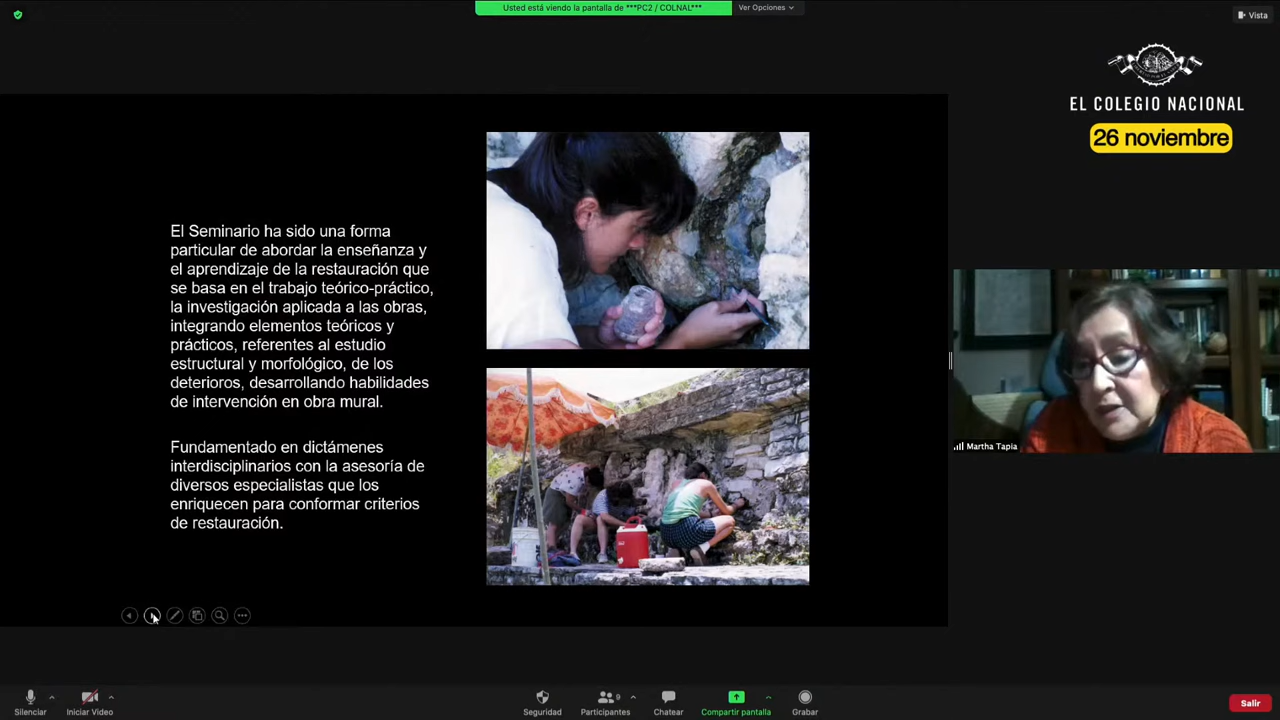 Usted está viendo la pantalla de ***PC2 / COLNAL***
Ver Opciones
Vista
EL COLEGIO NACIONAL
26 noviembre
El Seminario ha sido una forma
particular de abordar la enseñanza y
el aprendizaje de la restauración que
se basa en el trabajo teórico-práctico,
la investigación aplicada a las obras,
integrando elementos teóricos y
prácticos, referentes al estudio
estructural y morfológico, de los
deterioros, desarrollando habilidades
de intervención en obra mural.
Fundamentado en dictámenes
interdisciplinarios con la asesoría de
diversos especialistas que los
enriquecen para conformar criterios
de restauración.
Martha Tapia
Silenciar
Iniciar Video
Seguridad
Participantes
9
Chatear
Compartir pantalla
Grabar
Salir